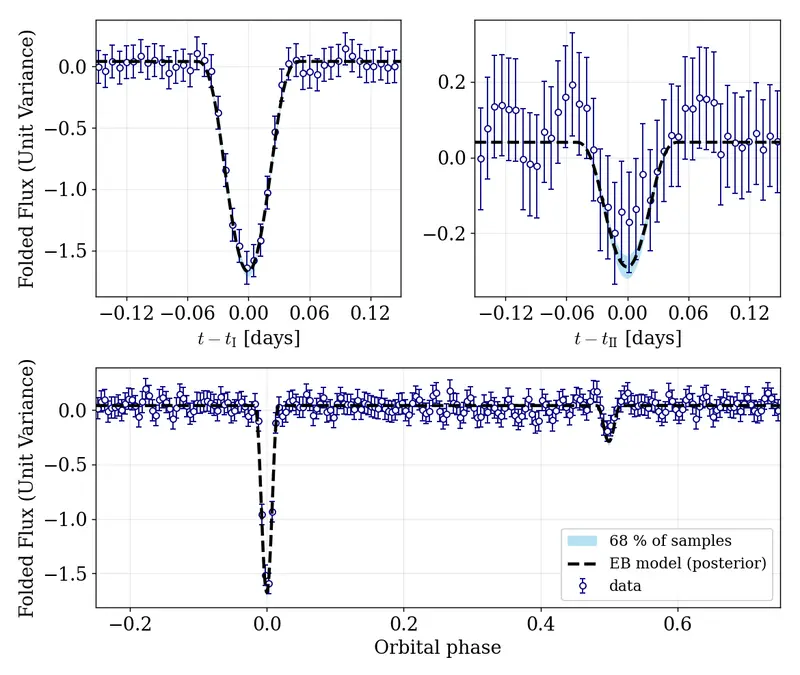 Folded Flux (Unit Variance)
0.0
−0.5
−1.0
−1.5
−0.12 −0.06 0.00 0.06 0.12
t − t_I [days]
0.2
0.0
−0.2
−0.12 −0.06 0.00 0.06 0.12
t − t_II [days]
Folded Flux (Unit Variance)
0.0
−0.5
−1.0
−1.5
68 % of samples
EB model (posterior)
data
−0.2 0.0 0.2 0.4 0.6
Orbital phase